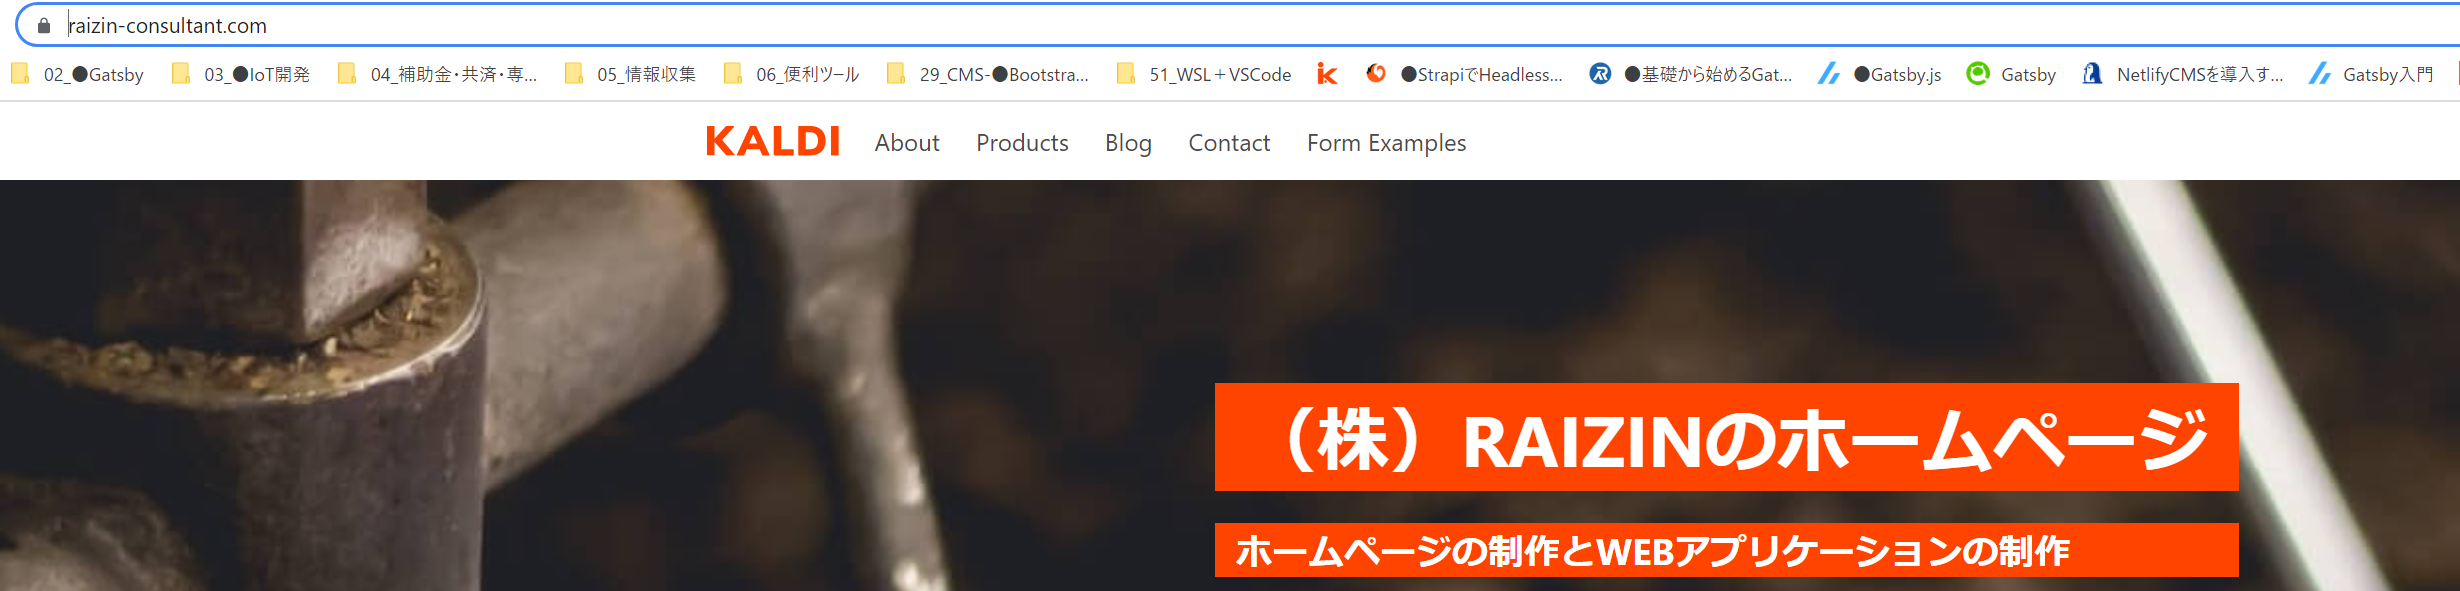 raizin-consultant.com
02_●Gatsby 03_●IoT開発 04_補助金・共済・専... 05_情報収集 06_便利ツール 29_CMS-●Bootstra... 51_WSL＋VSCode ●StrapiでHeadless... ●基礎から始めるGat... ●Gatsby.js Gatsby NetlifyCMSを導入す... Gatsby入門
KALDI About Products Blog Contact Form Examples
（株）RAIZINのホームページ
ホームページの制作とWEBアプリケーションの制作